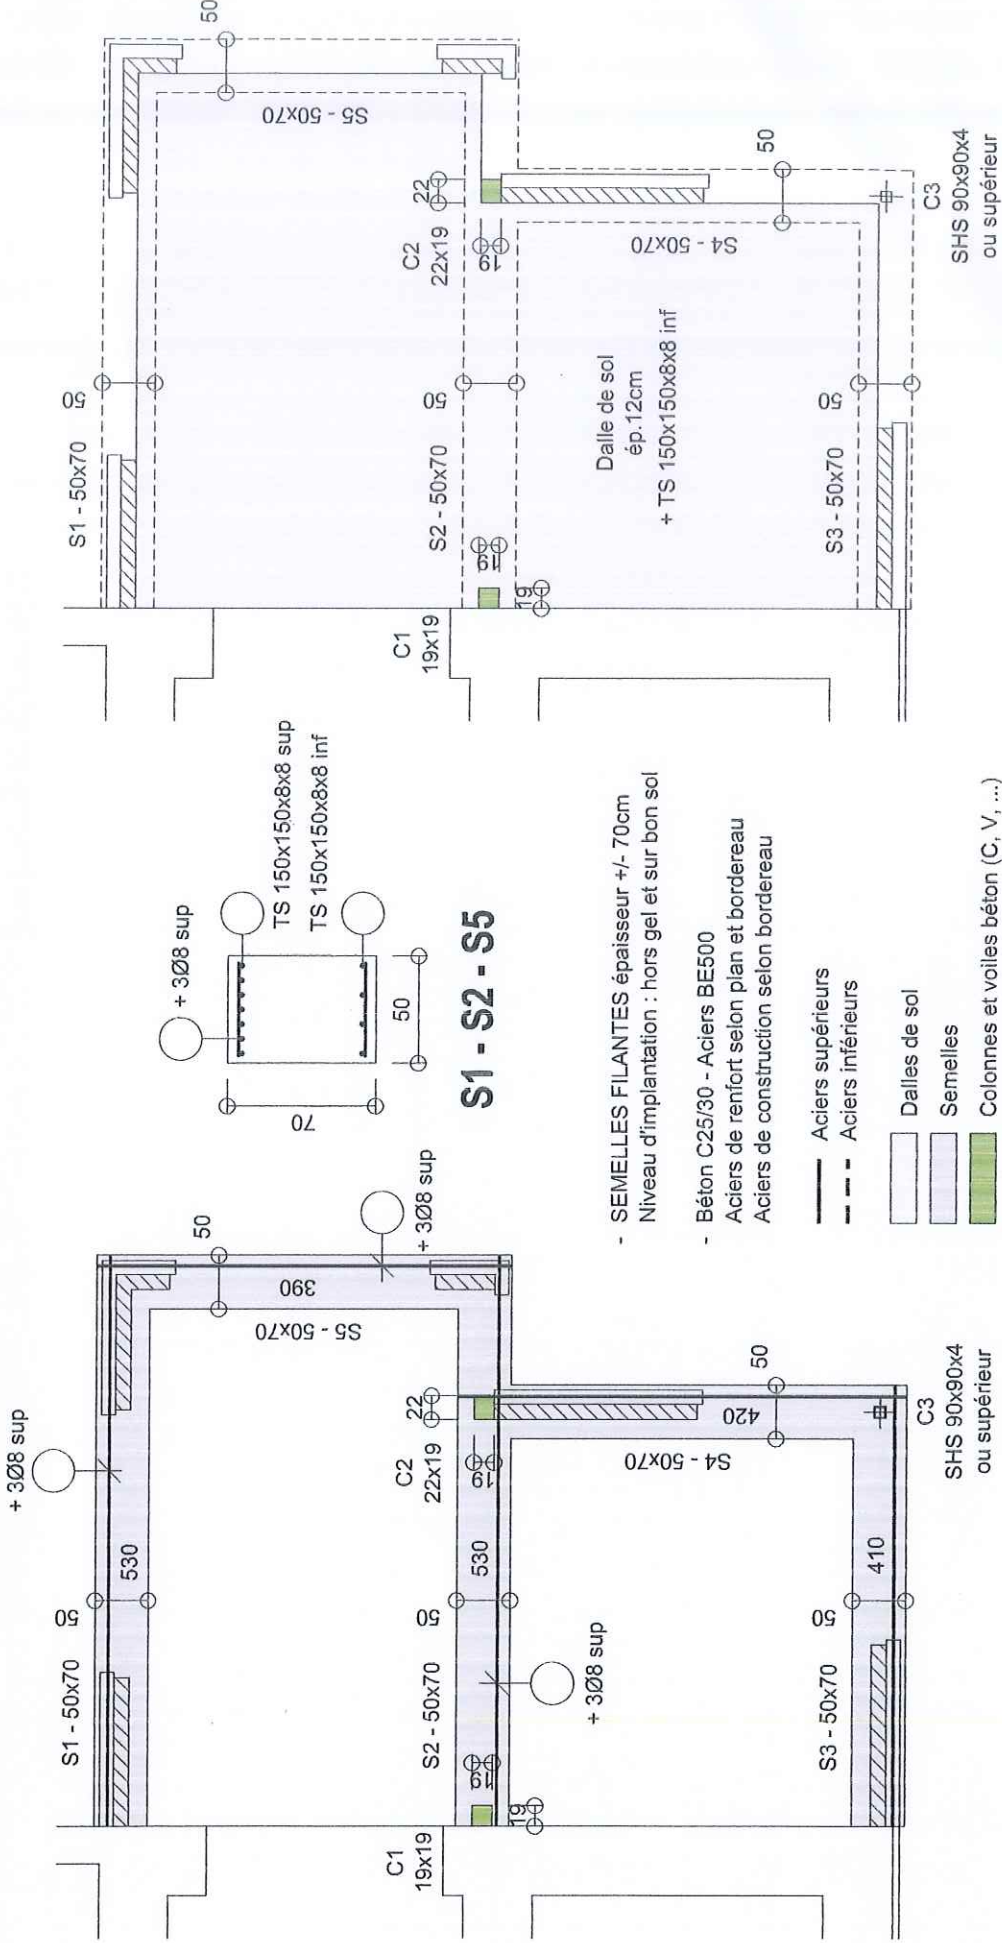 + 3Ø8 sup
S1 - 50x70
50
530
50
S5 - 50x70
390
+ 3Ø8 sup
C1
19x19
S2 - 50x70
50
530
19
19
C2
22x19
22
19
+ 3Ø8 sup
S4 - 50x70
420
50
S3 - 50x70
50
410
C3
SHS 90x90x4
ou supérieur
+ 3Ø8 sup
TS 150x150x8x8 sup
TS 150x150x8x8 inf
70
50
S1 - S2 - S5
- SEMELLES FILANTES épaisseur +/- 70cm
Niveau d'implantation : hors gel et sur bon sol
- Béton C25/30 - Aciers BE500
Aciers de renfort selon plan et bordereau
Aciers de construction selon bordereau
Aciers supérieurs
Aciers inférieurs
Dalles de sol
Semelles
Colonnes et voiles béton (C, V, ...)
S1 - 50x70
50
50
S5 - 50x70
C1
19x19
S2 - 50x70
50
19
19
C2
22x19
22
19
Dalle de sol
ép.12cm
+ TS 150x150x8x8 inf
S4 - 50x70
50
S3 - 50x70
50
C3
SHS 90x90x4
ou supérieur